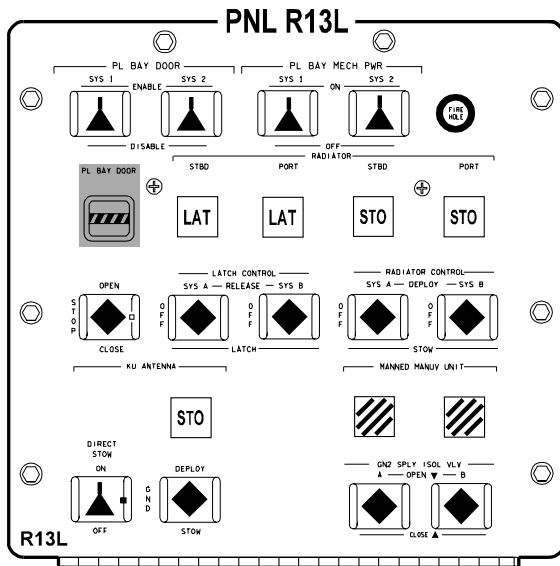 PNL R13L
PL BAY DOOR
PL BAY MECH PWR
SYS 1 ENABLE SYS 2
SYS 1 ON SYS 2
FIRE
HOLE
DISABLE
OFF
RADIATOR
PL BAY DOOR
STBD PORT STBD PORT
LAT LAT STO STO
LATCH CONTROL
RADIATOR CONTROL
OPEN
SYS A RELEASE SYS B
SYS A DEPLOY SYS B
STOP
OFF
OFF
OFF
OFF
CLOSE
LATCH
STOW
KU ANTENNA
MANNED MANUV UNIT
STO
DIRECT
STOW
ON
DEPLOY
GND
GN2 SPLY ISOL VLV
A OPEN ▼ B
OFF
STOW
CLOSE ▲
R13L